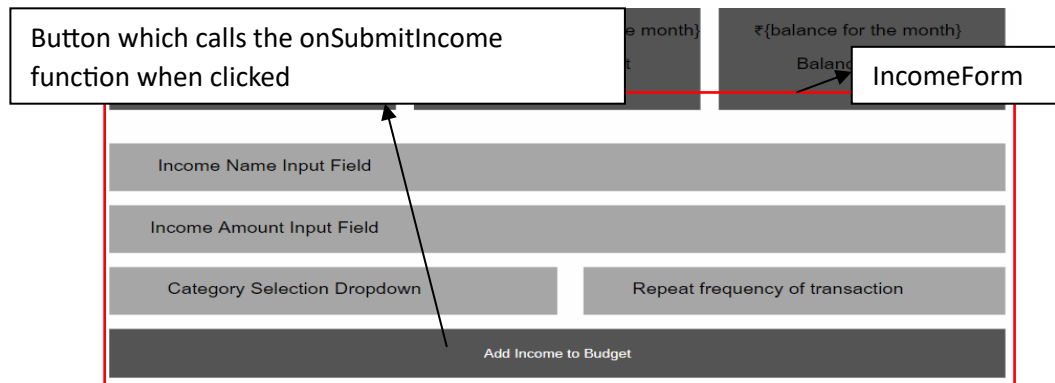 Button which calls the onSubmitIncome
function when clicked
e month}
₹{balance for the month}
t
Balanc
IncomeForm
Income Name Input Field
Income Amount Input Field
Category Selection Dropdown
Repeat frequency of transaction
Add Income to Budget